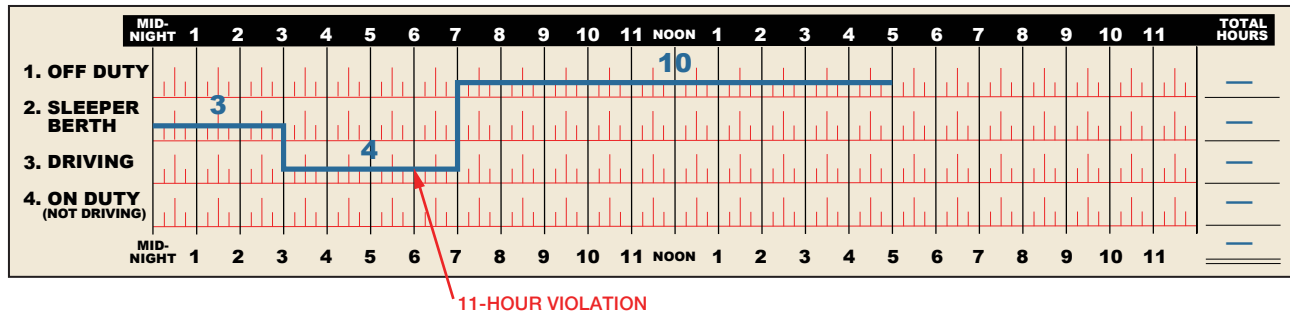 MID-NIGHT 1 2 3 4 5 6 7 8 9 10 11 NOON 1 2 3 4 5 6 7 8 9 10 11 TOTAL HOURS
1. OFF DUTY 10 —
2. SLEEPER BERTH 3 —
3. DRIVING 4 —
4. ON DUTY (NOT DRIVING) —
MID-NIGHT 1 2 3 4 5 6 7 8 9 10 11 NOON 1 2 3 4 5 6 7 8 9 10 11 —
11-HOUR VIOLATION